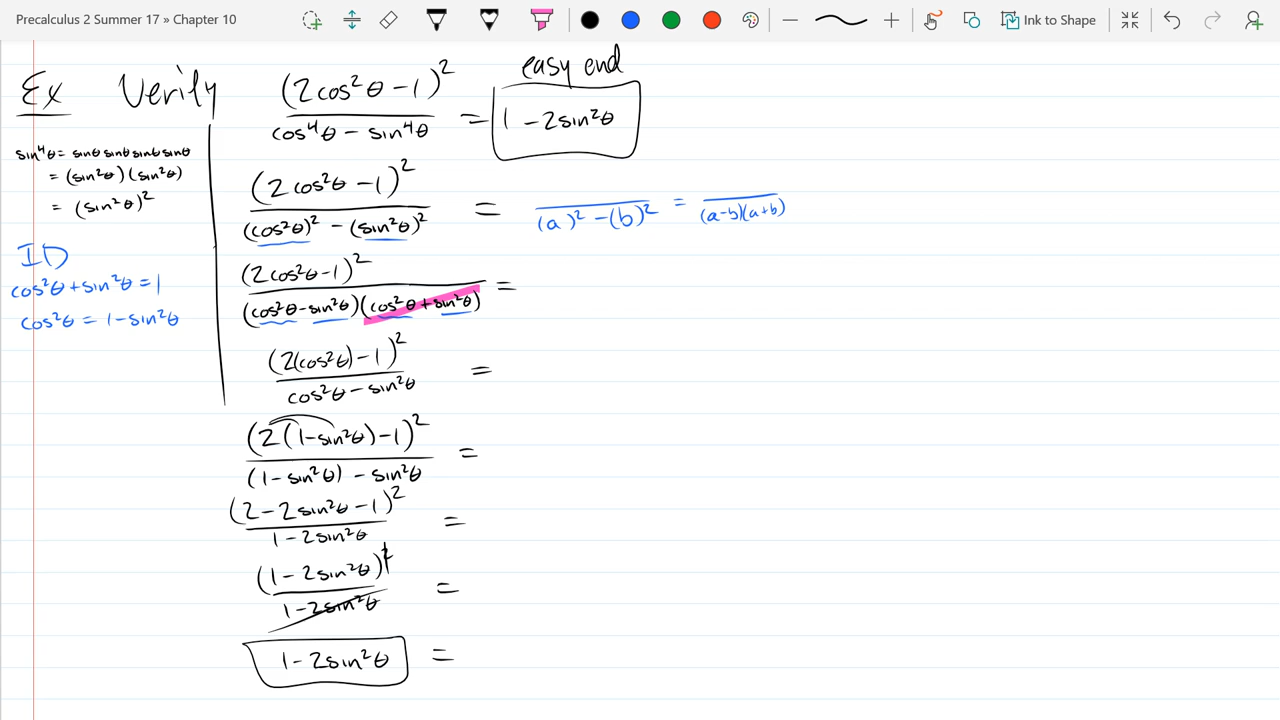 Precalculus 2 Summer 17 » Chapter 10
Ink to Shape
easy end
Ex Verify (2cos²θ - 1)² / cos⁴θ - sin⁴θ = 1 - 2sin²θ
sin⁴θ = sinθ sinθ sinθ sinθ
= (sin²θ)(sin²θ)
= (sin²θ)²
ID
cos²θ + sin²θ = 1
cos²θ = 1 - sin²θ
(2cos²θ - 1)² / (cos²θ)² - (sin²θ)² = / (a)² - (b)² = / (a-b)(a+b)
(2cos²θ - 1)² / (cos²θ - sin²θ)(cos²θ + sin²θ) =
(2(cos²θ) - 1)² / cos²θ - sin²θ =
(2(1 - sin²θ) - 1)² / (1 - sin²θ) - sin²θ =
(2 - 2sin²θ - 1)² / 1 - 2sin²θ =
(1 - 2sin²θ)² / 1 - 2sin²θ =
1 - 2sin²θ =